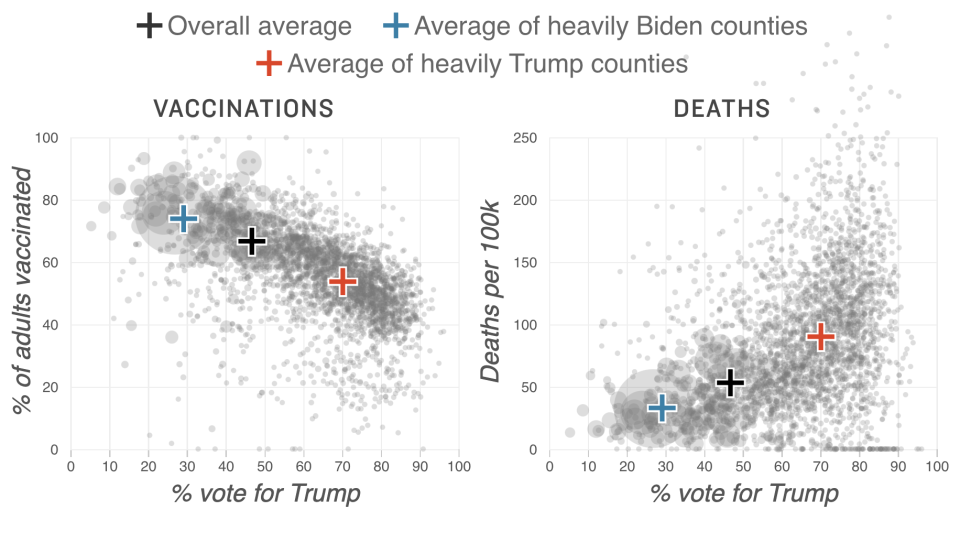 Overall average
Average of heavily Biden counties
Average of heavily Trump counties
VACCINATIONS
% of adults vaccinated
100
80
60
40
20
0
0 10 20 30 40 50 60 70 80 90 100
% vote for Trump
DEATHS
Deaths per 100k
250
200
150
100
50
0
0 10 20 30 40 50 60 70 80 90 100
% vote for Trump